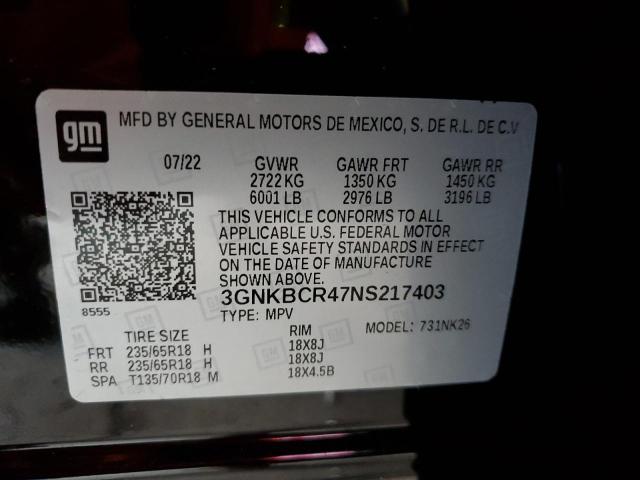 gm
MFD BY GENERAL MOTORS DE MEXICO, S. DE R.L. DE C.V
07/22 GVWR GAWR FRT GAWR RR
2722 KG 1350 KG 1450 KG
6001 LB 2976 LB 3196 LB
THIS VEHICLE CONFORMS TO ALL
APPLICABLE U.S. FEDERAL MOTOR
VEHICLE SAFETY STANDARDS IN EFFECT
ON THE DATE OF MANUFACTURE
SHOWN ABOVE.
3GNKBCR47NS217403
8555
TYPE: MPV MODEL: 731NK26
TIRE SIZE RIM
FRT 235/65R18 H 18X8J
RR 235/65R18 H 18X8J
SPA T135/70R18 M 18X4.5B